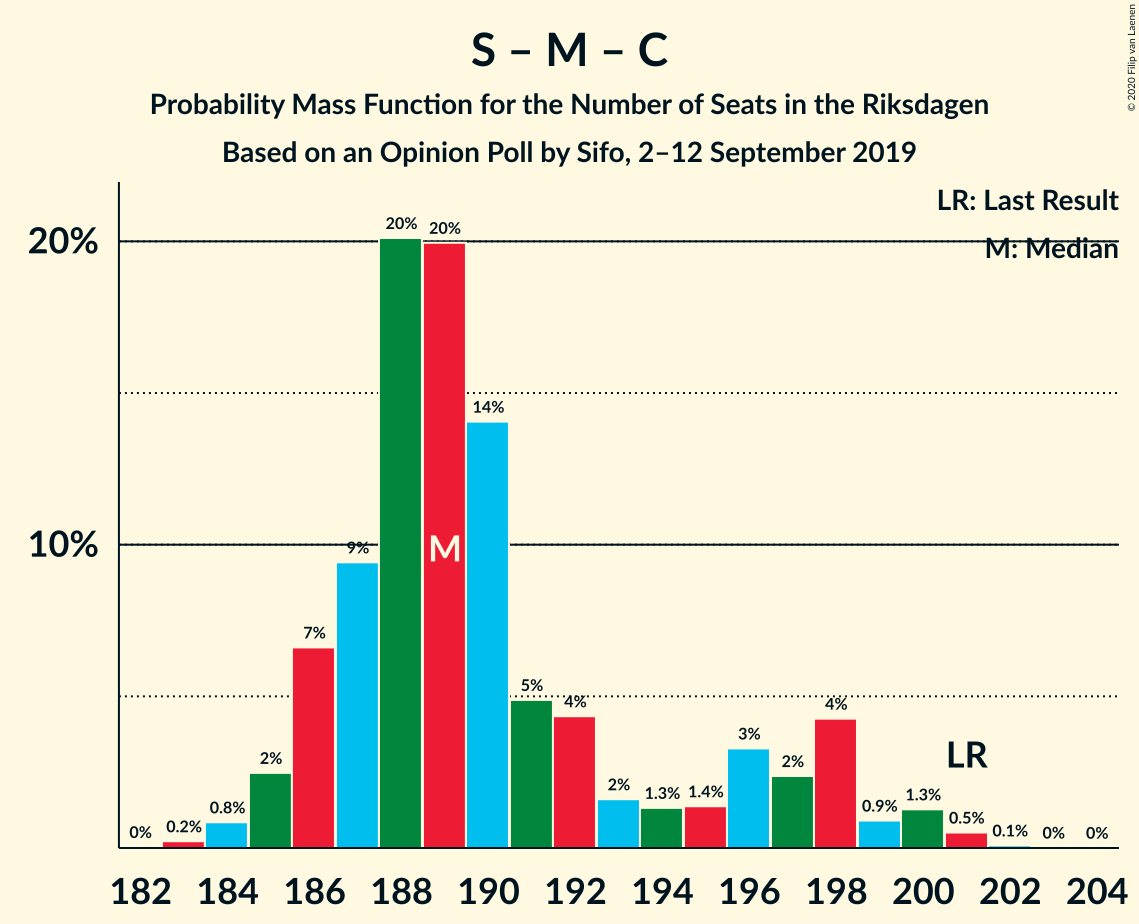 S – M – C
Probability Mass Function for the Number of Seats in the Riksdagen
Based on an Opinion Poll by Sifo, 2–12 September 2019
© 2020 Filip van Laenen
LR: Last Result
M: Median
20%
10%
0%
0.2%
0.8%
2%
7%
9%
20%
20%
14%
5%
4%
2%
1.3%
1.4%
3%
2%
4%
0.9%
1.3%
0.5%
0.1%
0%
0%
M
LR
182 184 186 188 190 192 194 196 198 200 202 204